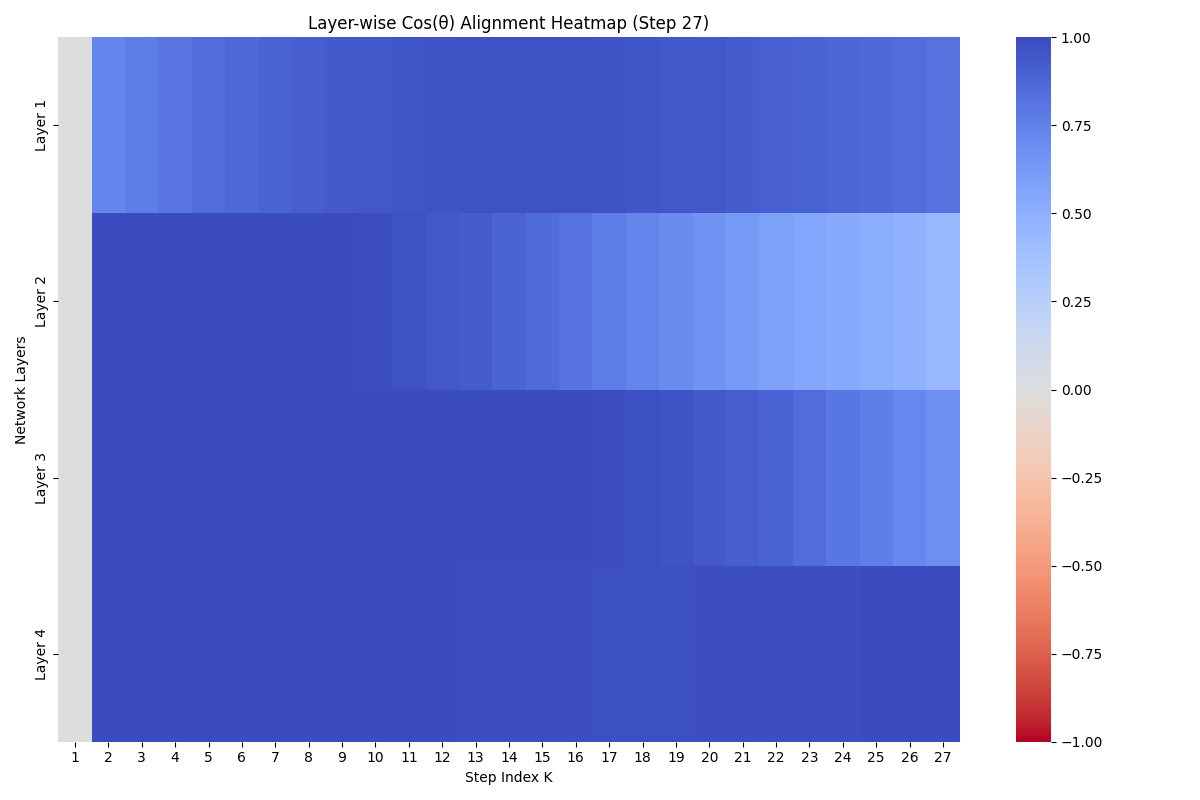 Layer-wise Cos(θ) Alignment Heatmap (Step 27)
Network Layers
Layer 1
Layer 2
Layer 3
Layer 4
1 2 3 4 5 6 7 8 9 10 11 12 13 14 15 16 17 18 19 20 21 22 23 24 25 26 27
Step Index K
1.00
0.75
0.50
0.25
0.00
−0.25
−0.50
−0.75
−1.00